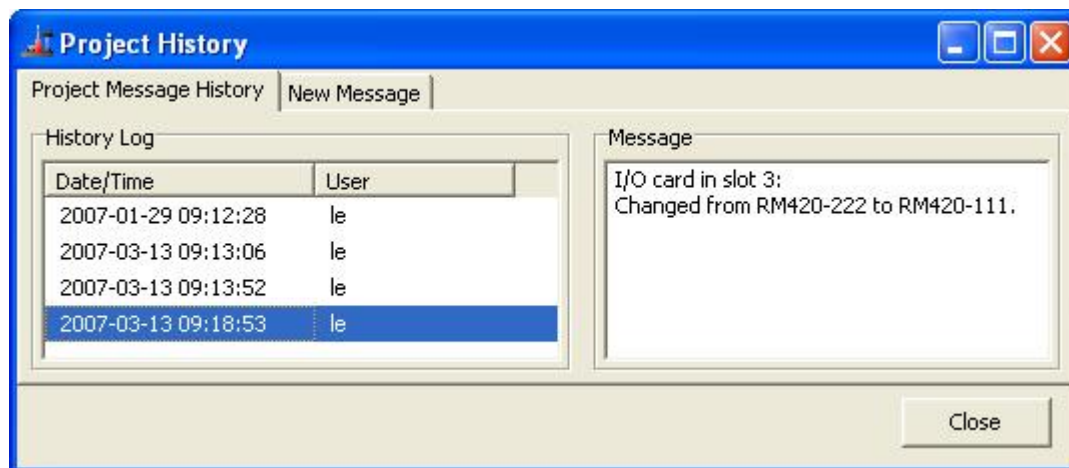 Project History
Project Message History
New Message
History Log
Date/Time User
2007-01-29 09:12:28 le
2007-03-13 09:13:06 le
2007-03-13 09:13:52 le
2007-03-13 09:18:53 le
Message
I/O card in slot 3:
Changed from RM420-222 to RM420-111.
Close